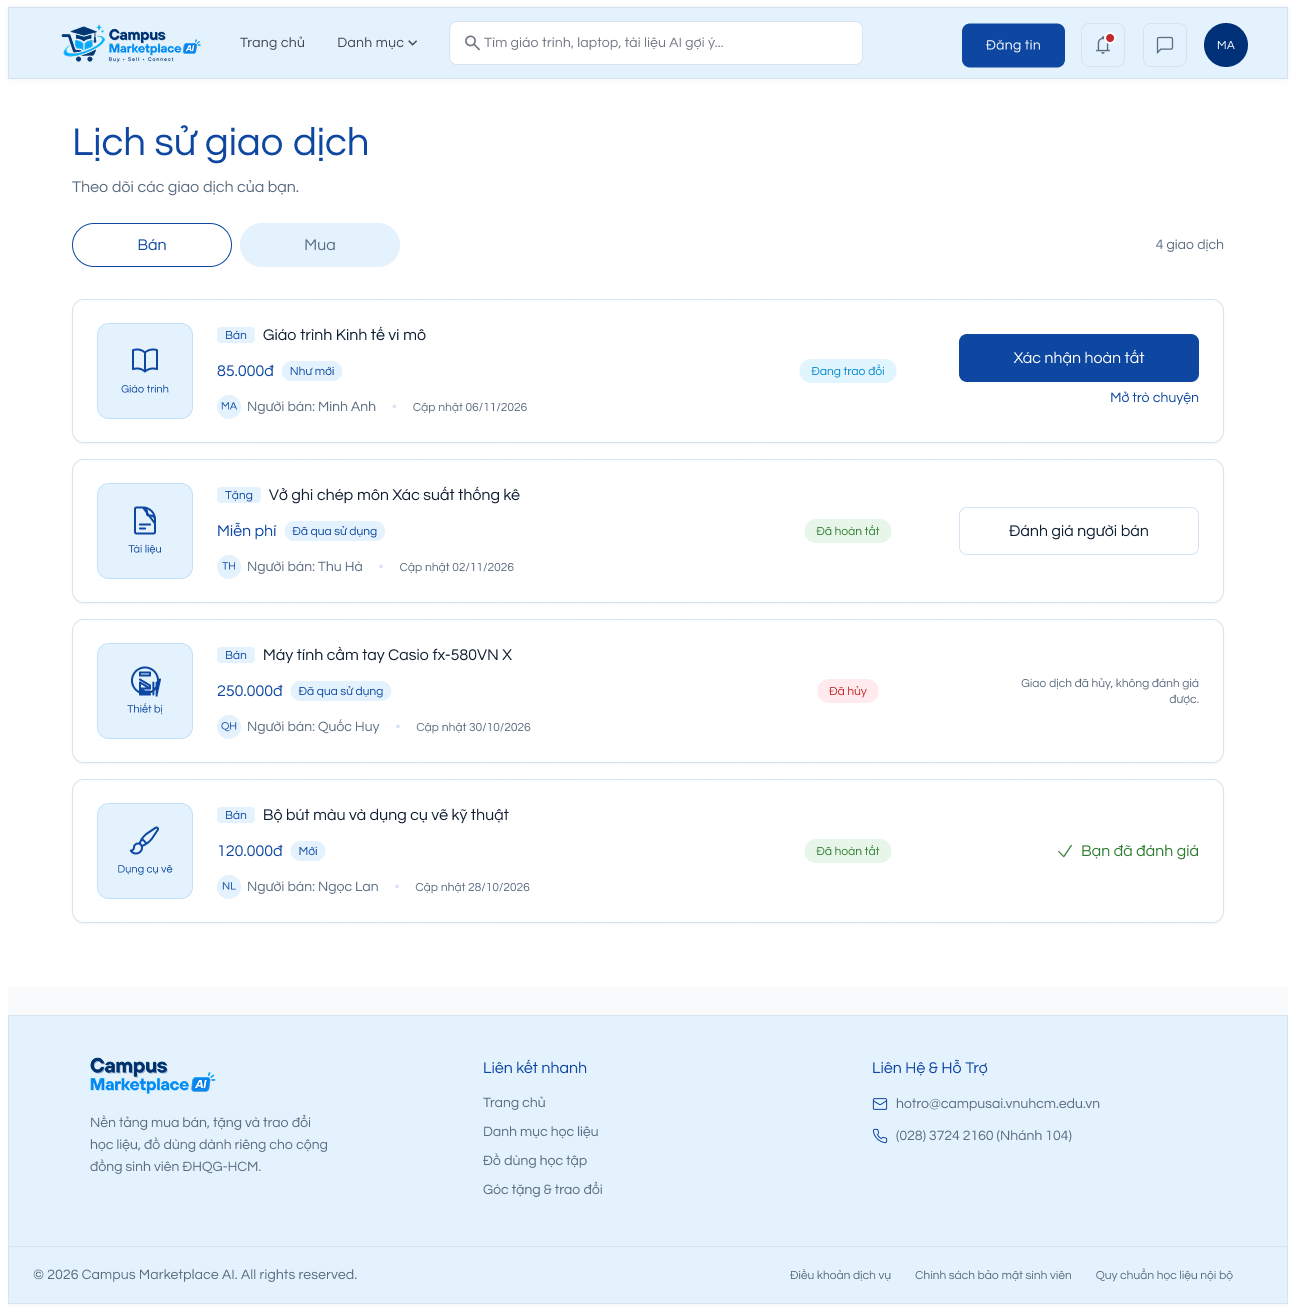 Campus
Marketplace AI
Buy • Sell • Connect
Trang chủ
Danh mục
Tìm giáo trình, laptop, tài liệu AI gợi ý...
Đăng tin
MA
Lịch sử giao dịch
Theo dõi các giao dịch của bạn.
Bán
Mua
4 giao dịch
Giáo trình
Bán Giáo trình Kinh tế vi mô
85.000đ Như mới
MA Người bán: Minh Anh • Cập nhật 06/11/2026
Đang trao đổi
Xác nhận hoàn tất
Mở trò chuyện
Tài liệu
Tặng Vở ghi chép môn Xác suất thống kê
Miễn phí Đã qua sử dụng
TH Người bán: Thu Hà • Cập nhật 02/11/2026
Đã hoàn tất
Đánh giá người bán
Thiết bị
Bán Máy tính cầm tay Casio fx-580VN X
250.000đ Đã qua sử dụng
QH Người bán: Quốc Huy • Cập nhật 30/10/2026
Đã hủy
Giao dịch đã hủy, không đánh giá
được.
Dụng cụ vẽ
Bán Bộ bút màu và dụng cụ vẽ kỹ thuật
120.000đ Mới
NL Người bán: Ngọc Lan • Cập nhật 28/10/2026
Đã hoàn tất
Bạn đã đánh giá
Campus
Marketplace AI
Nền tảng mua bán, tặng và trao đổi
học liệu, đồ dùng dành riêng cho cộng
đồng sinh viên ĐHQG-HCM.
Liên kết nhanh
Trang chủ
Danh mục học liệu
Đồ dùng học tập
Góc tặng & trao đổi
Liên Hệ & Hỗ Trợ
hotro@campusai.vnuhcm.edu.vn
(028) 3724 2160 (Nhánh 104)
© 2026 Campus Marketplace AI. All rights reserved.
Điều khoản dịch vụ
Chính sách bảo mật sinh viên
Quy chuẩn học liệu nội bộ